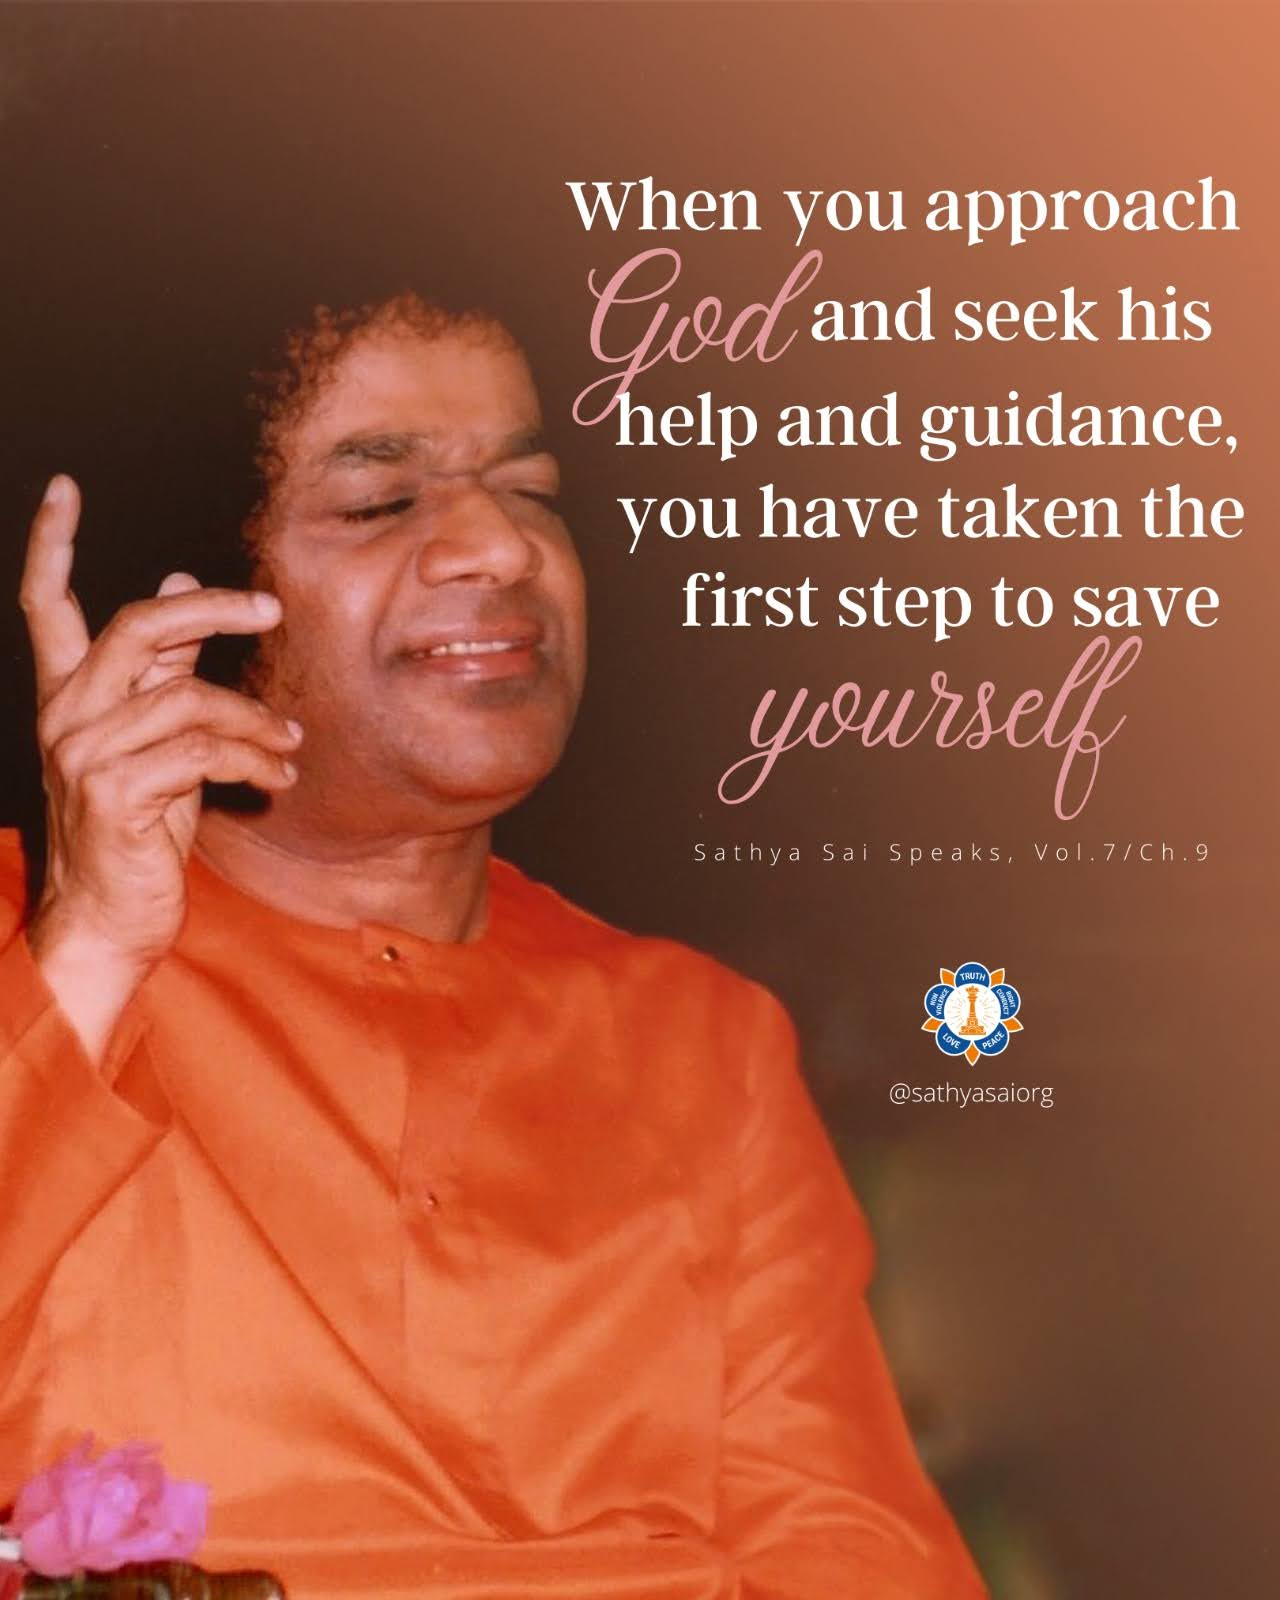 When you approach
God and seek his
help and guidance,
you have taken the
first step to save
yourself
Sathya Sai Speaks, Vol.7/Ch.9
TRUTH
RIGHT CONDUCT
PEACE
LOVE
NON VIOLENCE
@sathyasaiorg